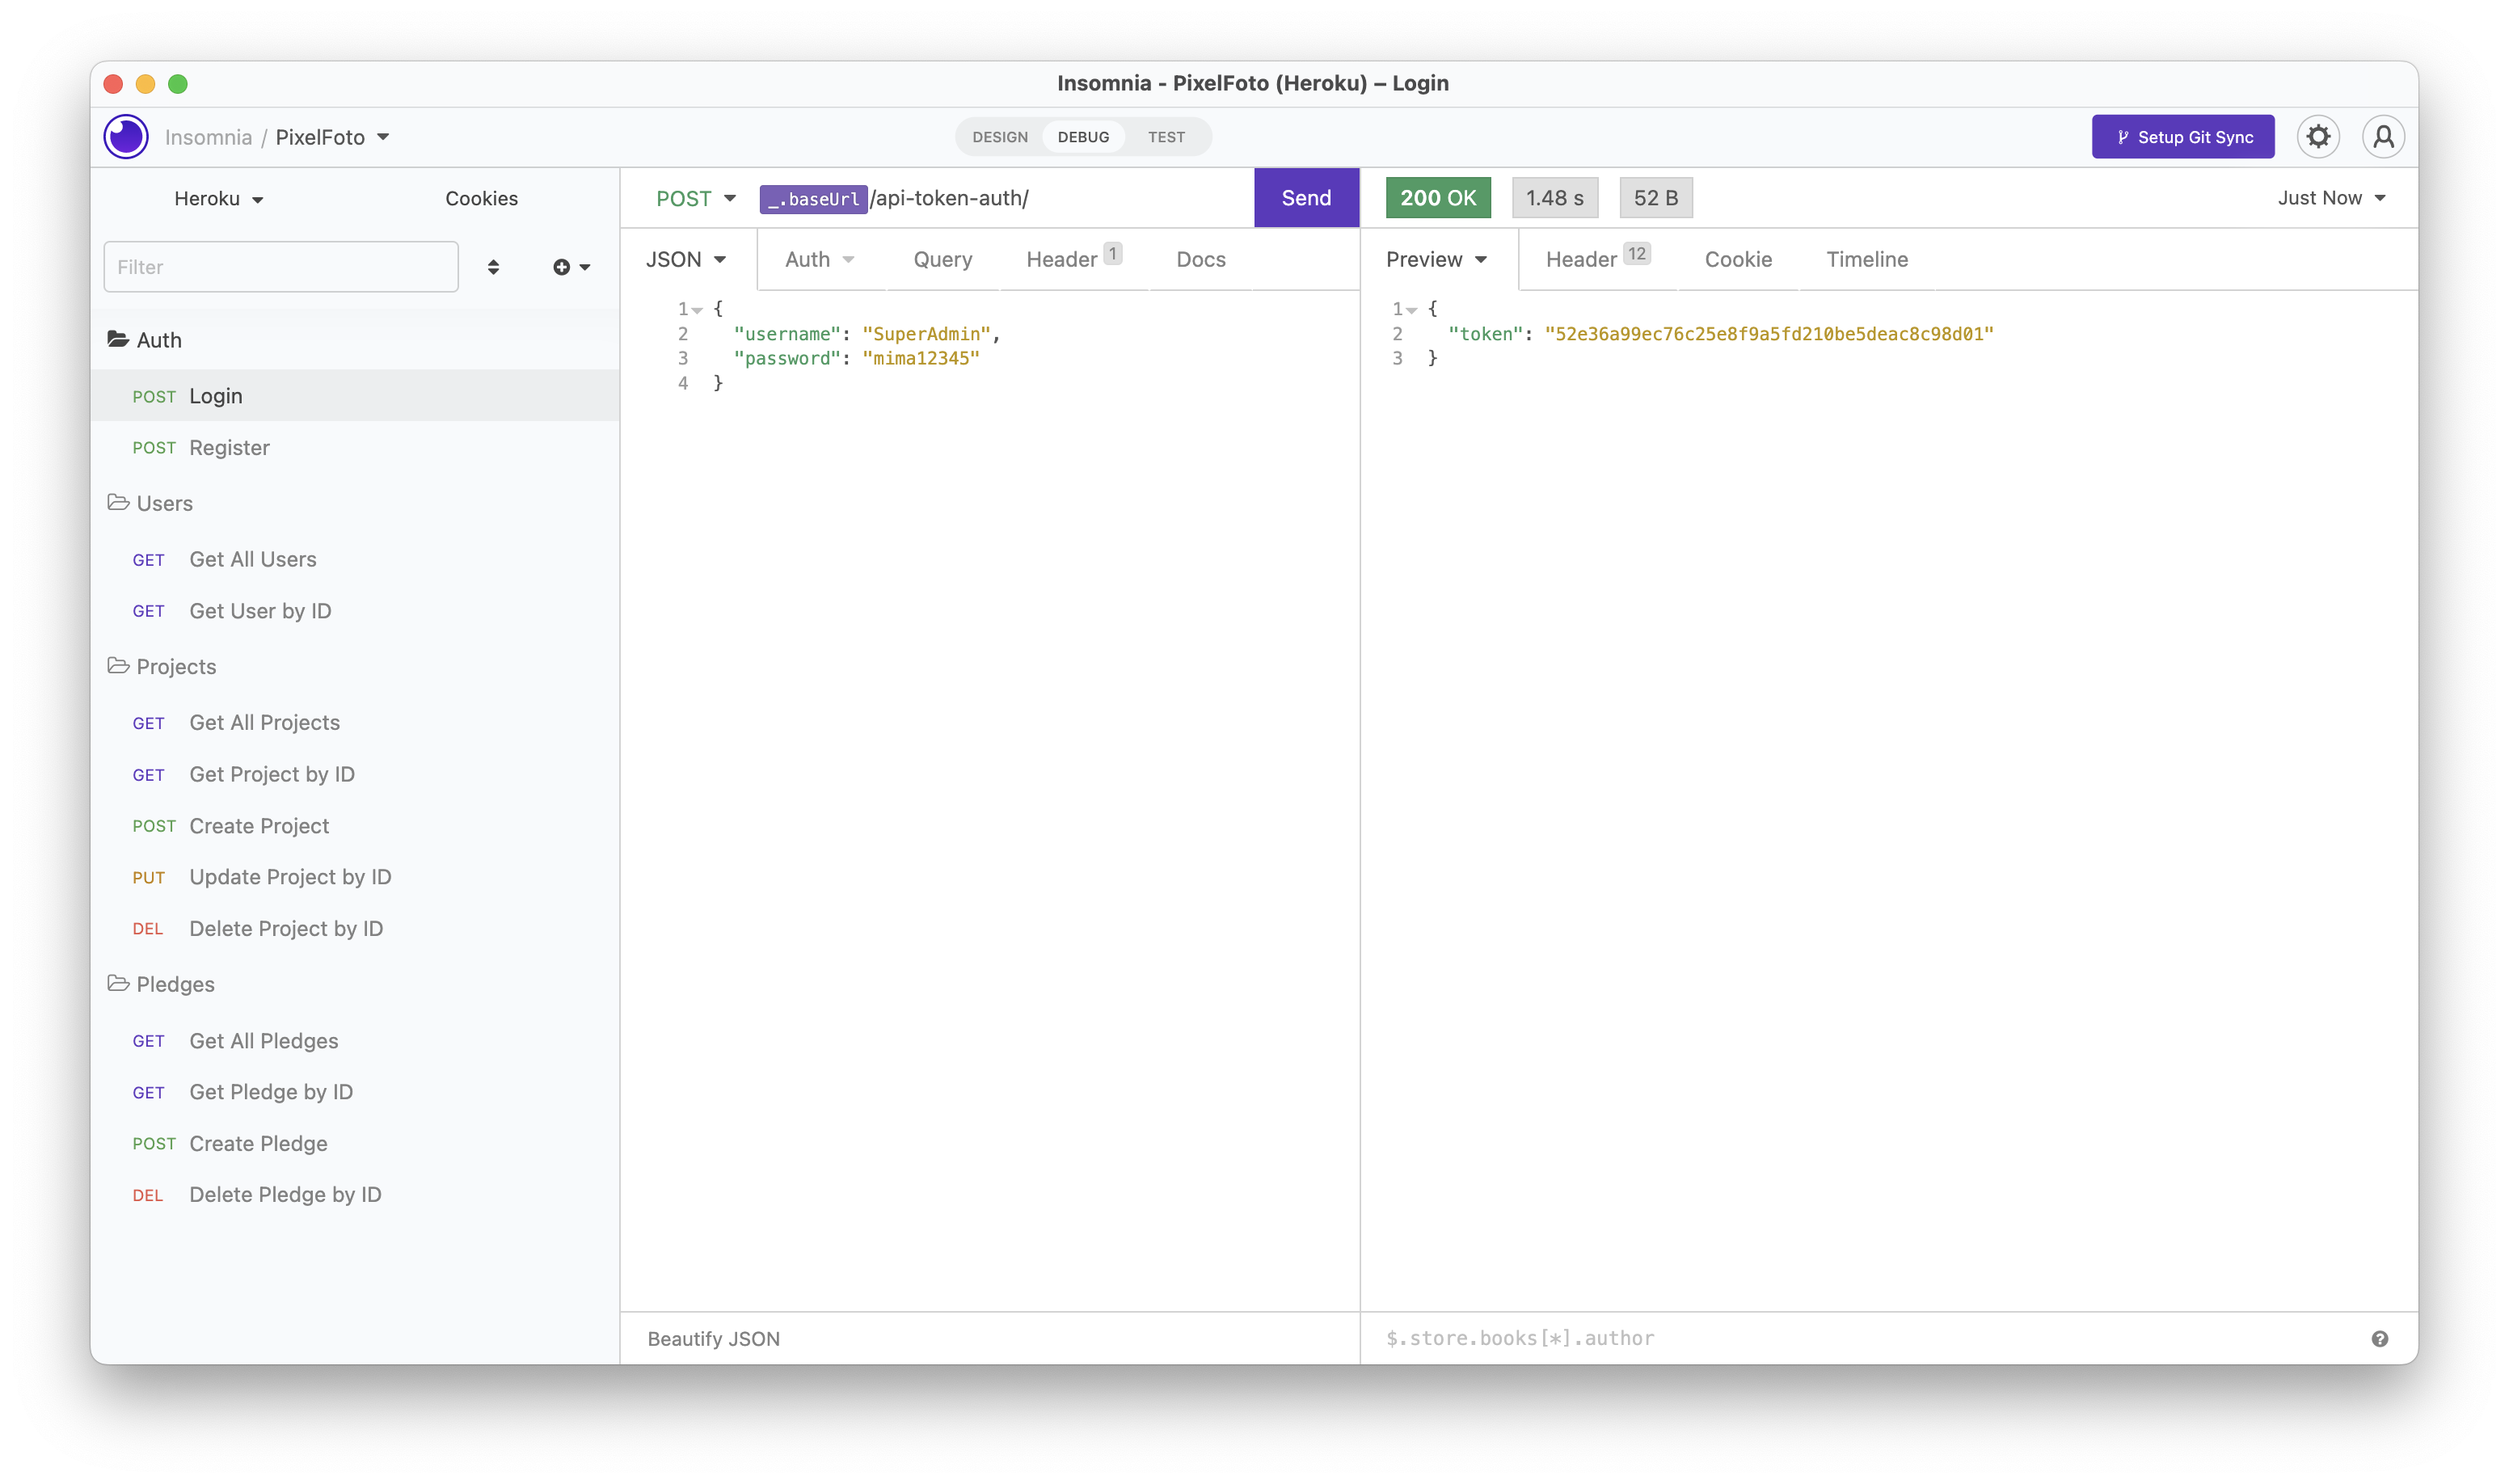 Insomnia - PixelFoto (Heroku) – Login
Insomnia / PixelFoto
DESIGN DEBUG TEST
Setup Git Sync
Heroku Cookies
POST _.baseUrl/api-token-auth/ Send
200 OK 1.48 s 52 B Just Now
Filter
JSON Auth Query Header 1 Docs
Preview Header 12 Cookie Timeline
Auth
POST Login
POST Register
Users
GET Get All Users
GET Get User by ID
Projects
GET Get All Projects
GET Get Project by ID
POST Create Project
PUT Update Project by ID
DEL Delete Project by ID
Pledges
GET Get All Pledges
GET Get Pledge by ID
POST Create Pledge
DEL Delete Pledge by ID
1 {
2 "username": "SuperAdmin",
3 "password": "mima12345"
4 }
Beautify JSON
1 {
2 "token": "52e36a99ec76c25e8f9a5fd210be5deac8c98d01"
3 }
$.store.books[*].author